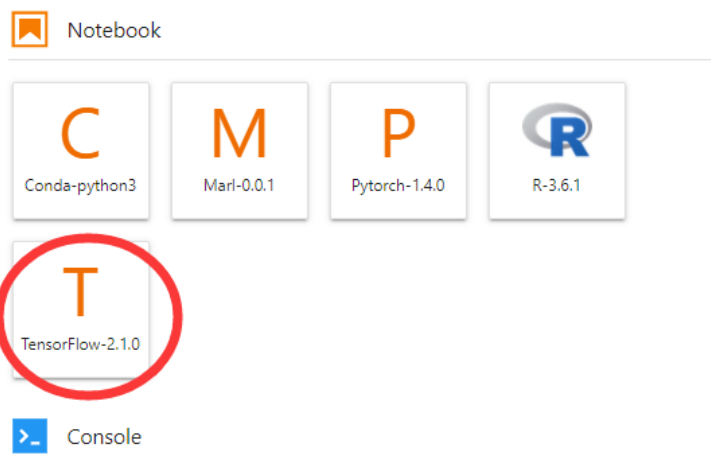 Notebook
C M P R
Conda-python3 Marl-0.0.1 Pytorch-1.4.0 R-3.6.1
T
TensorFlow-2.1.0
>_ Console